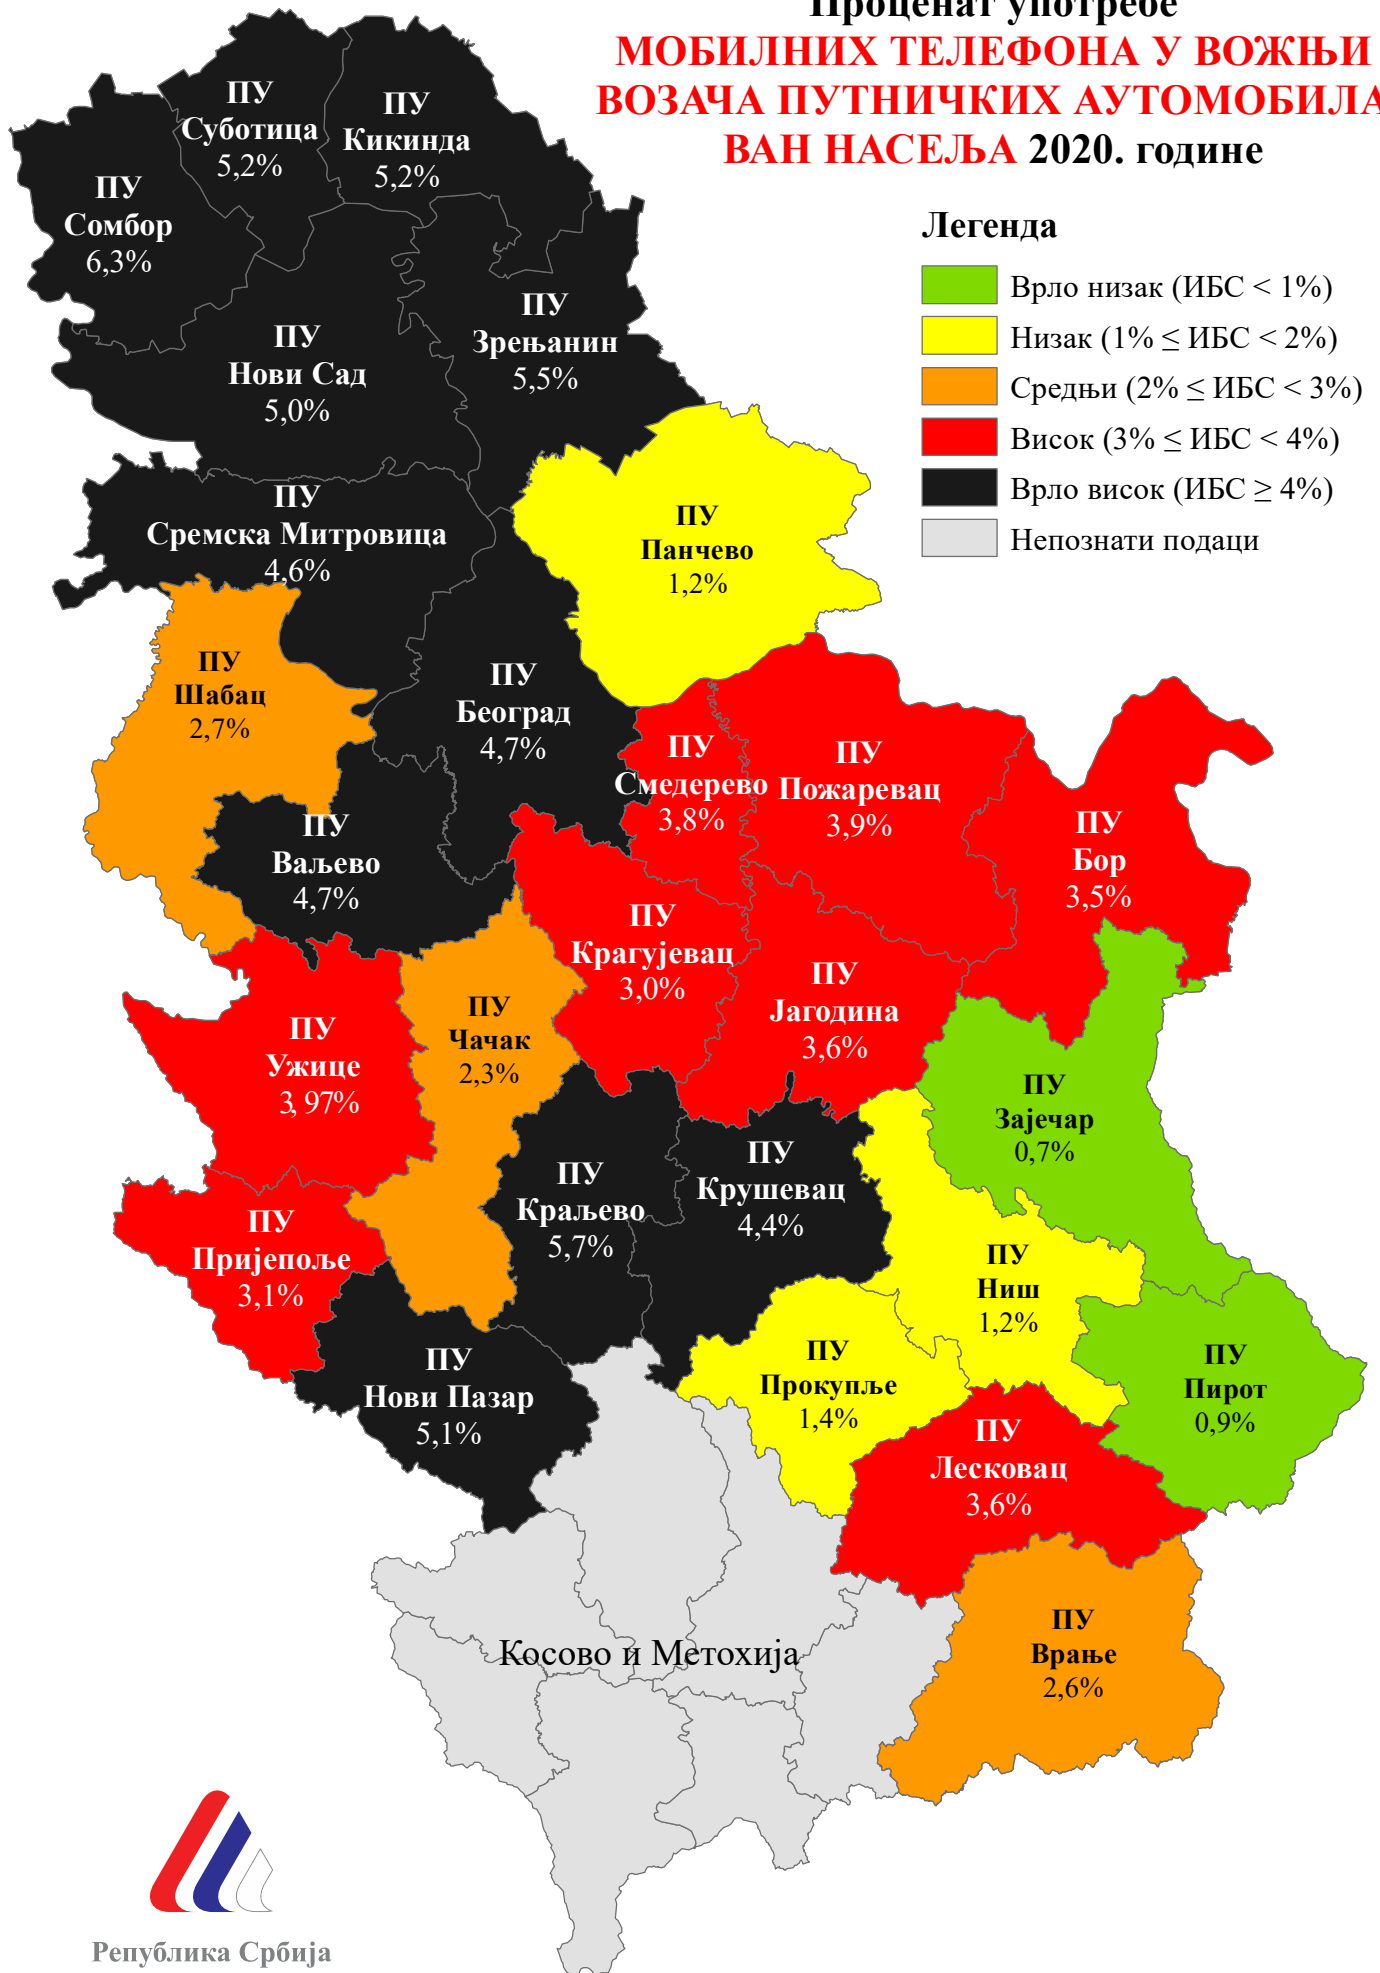 Проценат употребе
МОБИЛНИХ ТЕЛЕФОНА У ВОЖЊИ
ВОЗАЧА ПУТНИЧКИХ АУТОМОБИЛА
ВАН НАСЕЉА 2020. године
Легенда
Врло низак (ИБС < 1%)
Низак (1% ≤ ИБС < 2%)
Средњи (2% ≤ ИБС < 3%)
Висок (3% ≤ ИБС < 4%)
Врло висок (ИБС ≥ 4%)
Непознати подаци
ПУ
Суботица
5,2%
ПУ
Кикинда
5,2%
ПУ
Сомбор
6,3%
ПУ
Зрењанин
5,5%
ПУ
Нови Сад
5,0%
ПУ
Сремска Митровица
4,6%
ПУ
Панчево
1,2%
ПУ
Шабац
2,7%
ПУ
Београд
4,7%
ПУ
Смедерево
3,8%
ПУ
Пожаревац
3,9%
ПУ
Бор
3,5%
ПУ
Ваљево
4,7%
ПУ
Крагујевац
3,0%
ПУ
Јагодина
3,6%
ПУ
Чачак
2,3%
ПУ
Ужице
3,97%
ПУ
Зајечар
0,7%
ПУ
Крушевац
4,4%
ПУ
Краљево
5,7%
ПУ
Пријепоље
3,1%
ПУ
Ниш
1,2%
ПУ
Прокупље
1,4%
ПУ
Пирот
0,9%
ПУ
Нови Пазар
5,1%
ПУ
Лесковац
3,6%
ПУ
Врање
2,6%
Косово и Метохија
Република Србија